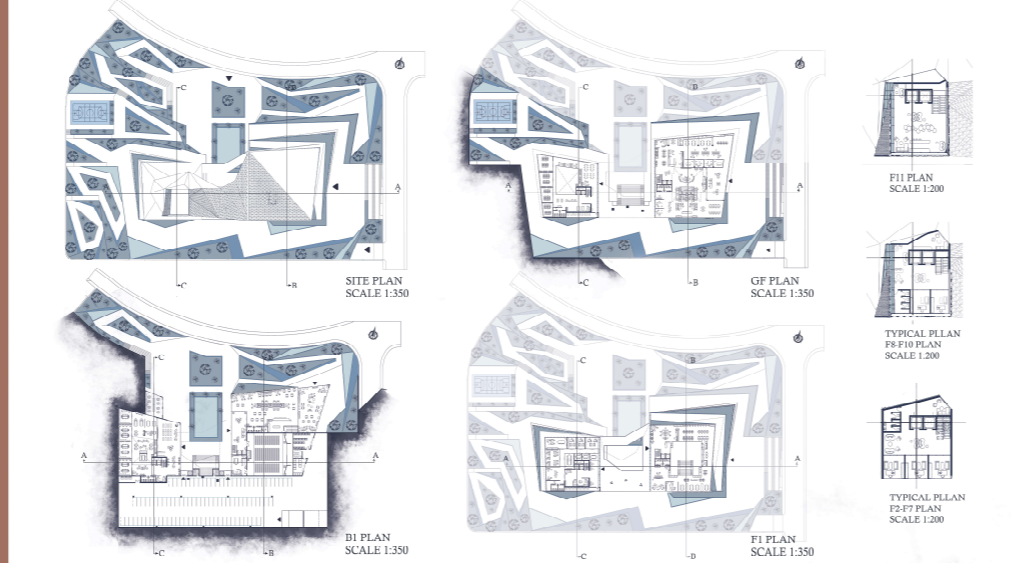 SITE PLAN
SCALE 1:350
GF PLAN
SCALE 1:350
F11 PLAN
SCALE 1:200
TYPICAL PLLAN
F8-F10 PLAN
SCALE 1.200
B1 PLAN
SCALE 1:350
F1 PLAN
SCALE 1:350
TYPICAL PLLAN
F2-F7 PLAN
SCALE 1:200
C
B
A
C
B
C
B
A
A
C
B
C
B
A
A
C
B
C
B
A
A
C
D